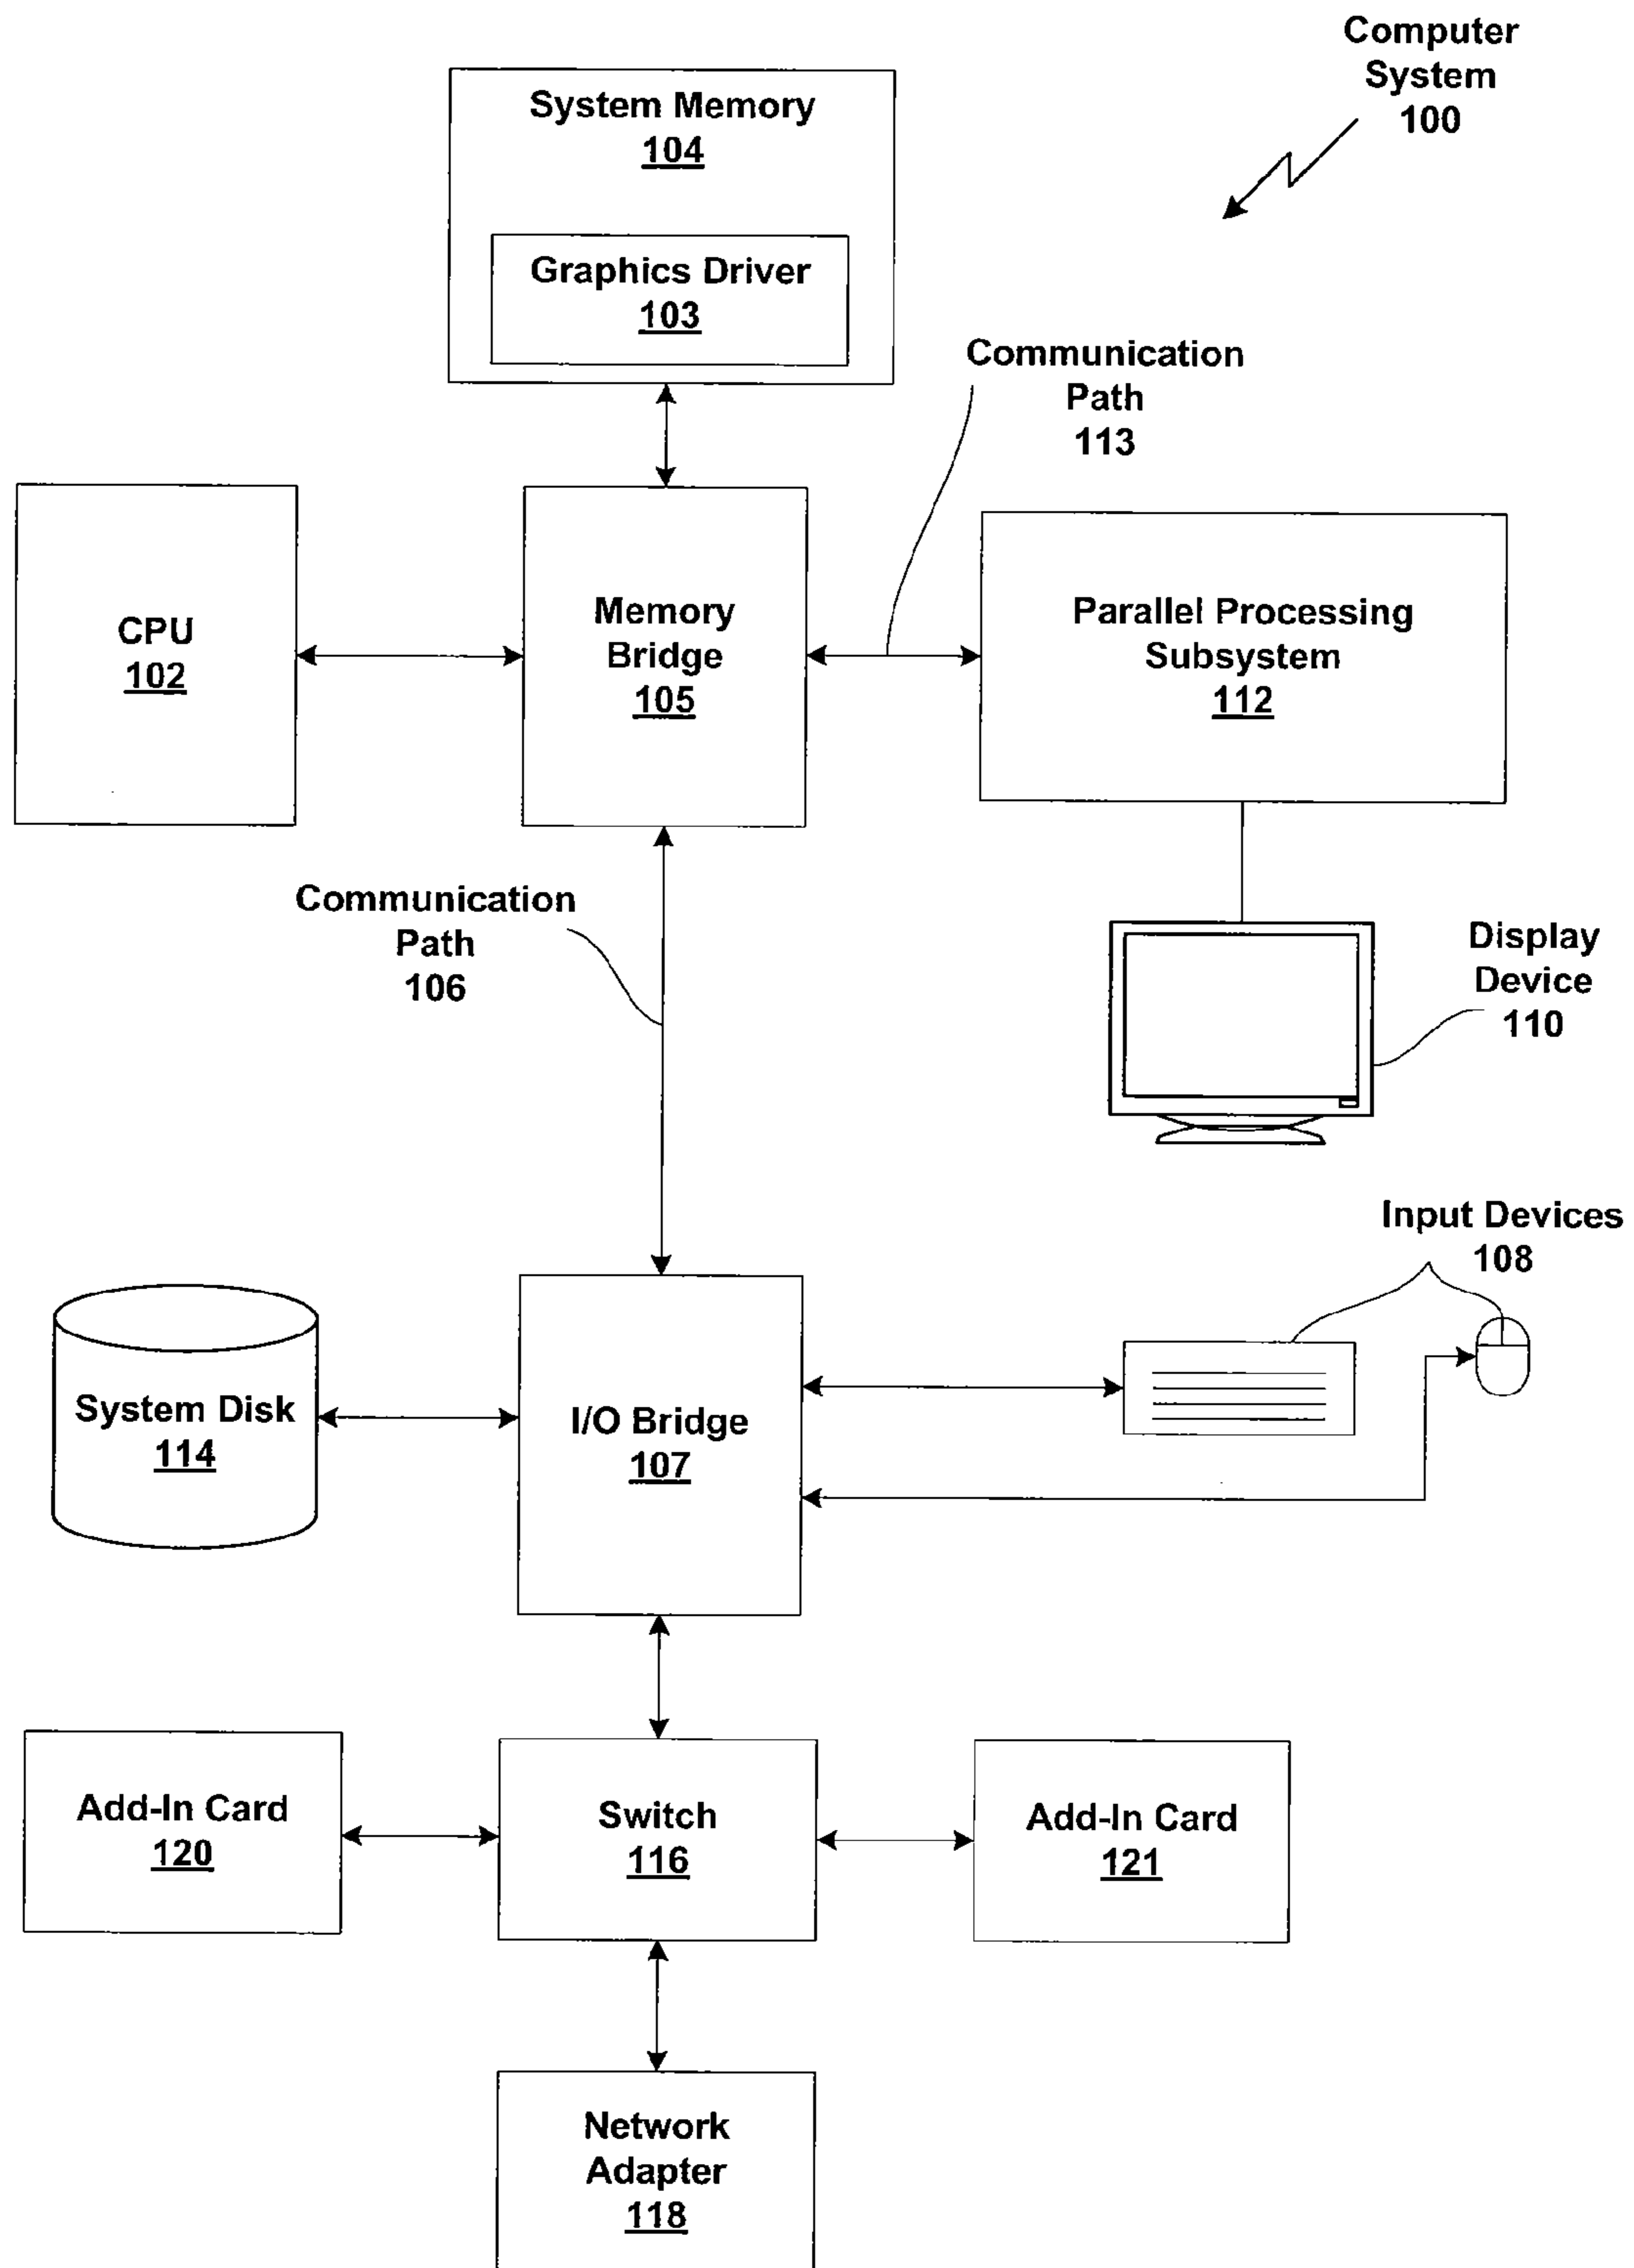 Computer
System
100
System Memory
104
Graphics Driver
103
Communication
Path
113
CPU
102
Memory
Bridge
105
Parallel Processing
Subsystem
112
Communication
Path
106
Display
Device
110
Input Devices
108
System Disk
114
I/O Bridge
107
Add-In Card
120
Switch
116
Add-In Card
121
Network
Adapter
118